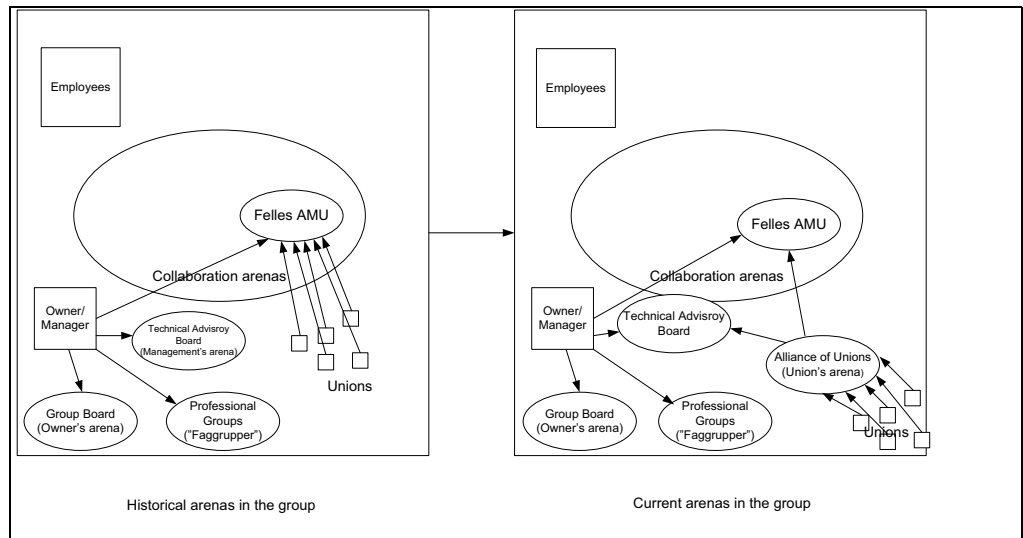 Employees
Felles AMU
Collaboration arenas
Owner/
Manager
Technical Advisroy
Board
(Management's arena)
Unions
Group Board
(Owner's arena)
Professional
Groups
("Faggrupper")
Historical arenas in the group
Employees
Felles AMU
Collaboration arenas
Owner/
Manager
Technical Advisroy
Board
Alliance of Unions
(Union's arena)
Group Board
(Owner's arena)
Professional
Groups
("Faggrupper")
Unions
Current arenas in the group